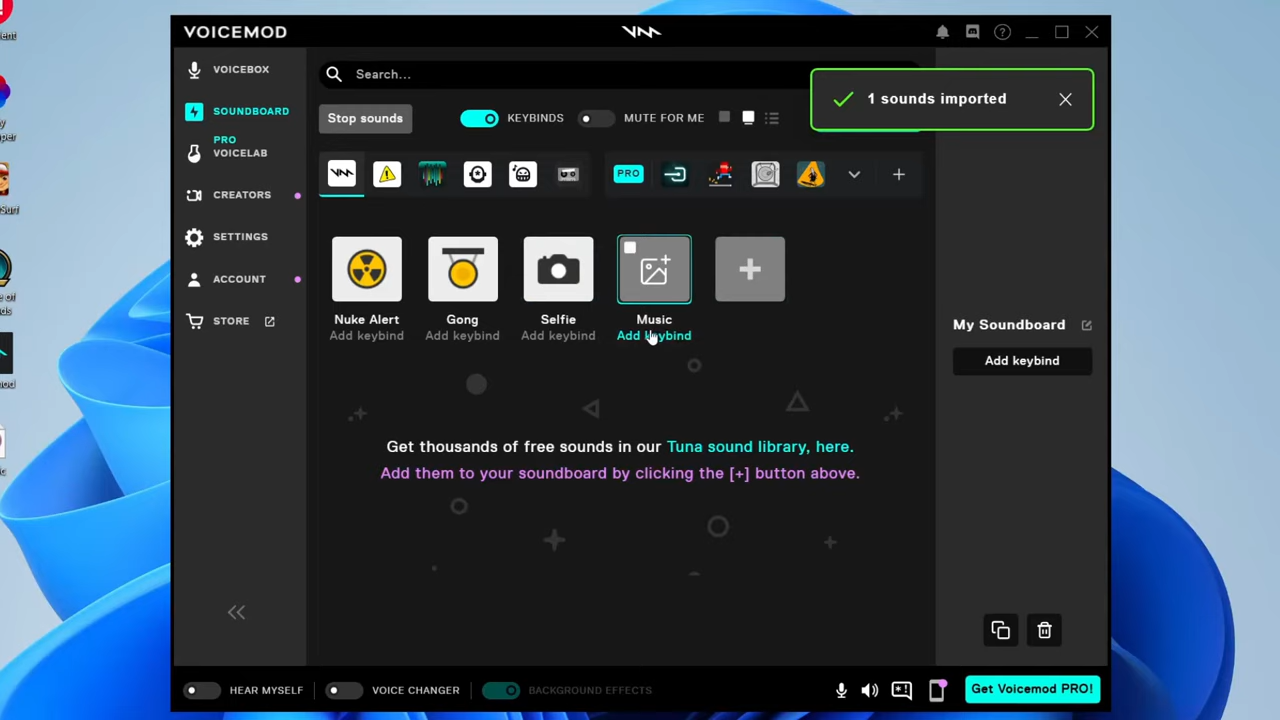 VOICEMOD
VOICEBOX
SOUNDBOARD
PRO
VOICELAB
CREATORS
SETTINGS
ACCOUNT
STORE
Search...
1 sounds imported
Stop sounds
KEYBINDS
MUTE FOR ME
PRO
Nuke Alert
Add keybind
Gong
Add keybind
Selfie
Add keybind
Music
Add keybind
Get thousands of free sounds in our Tuna sound library, here.
Add them to your soundboard by clicking the [+] button above.
My Soundboard
Add keybind
HEAR MYSELF
VOICE CHANGER
BACKGROUND EFFECTS
Get Voicemod PRO!